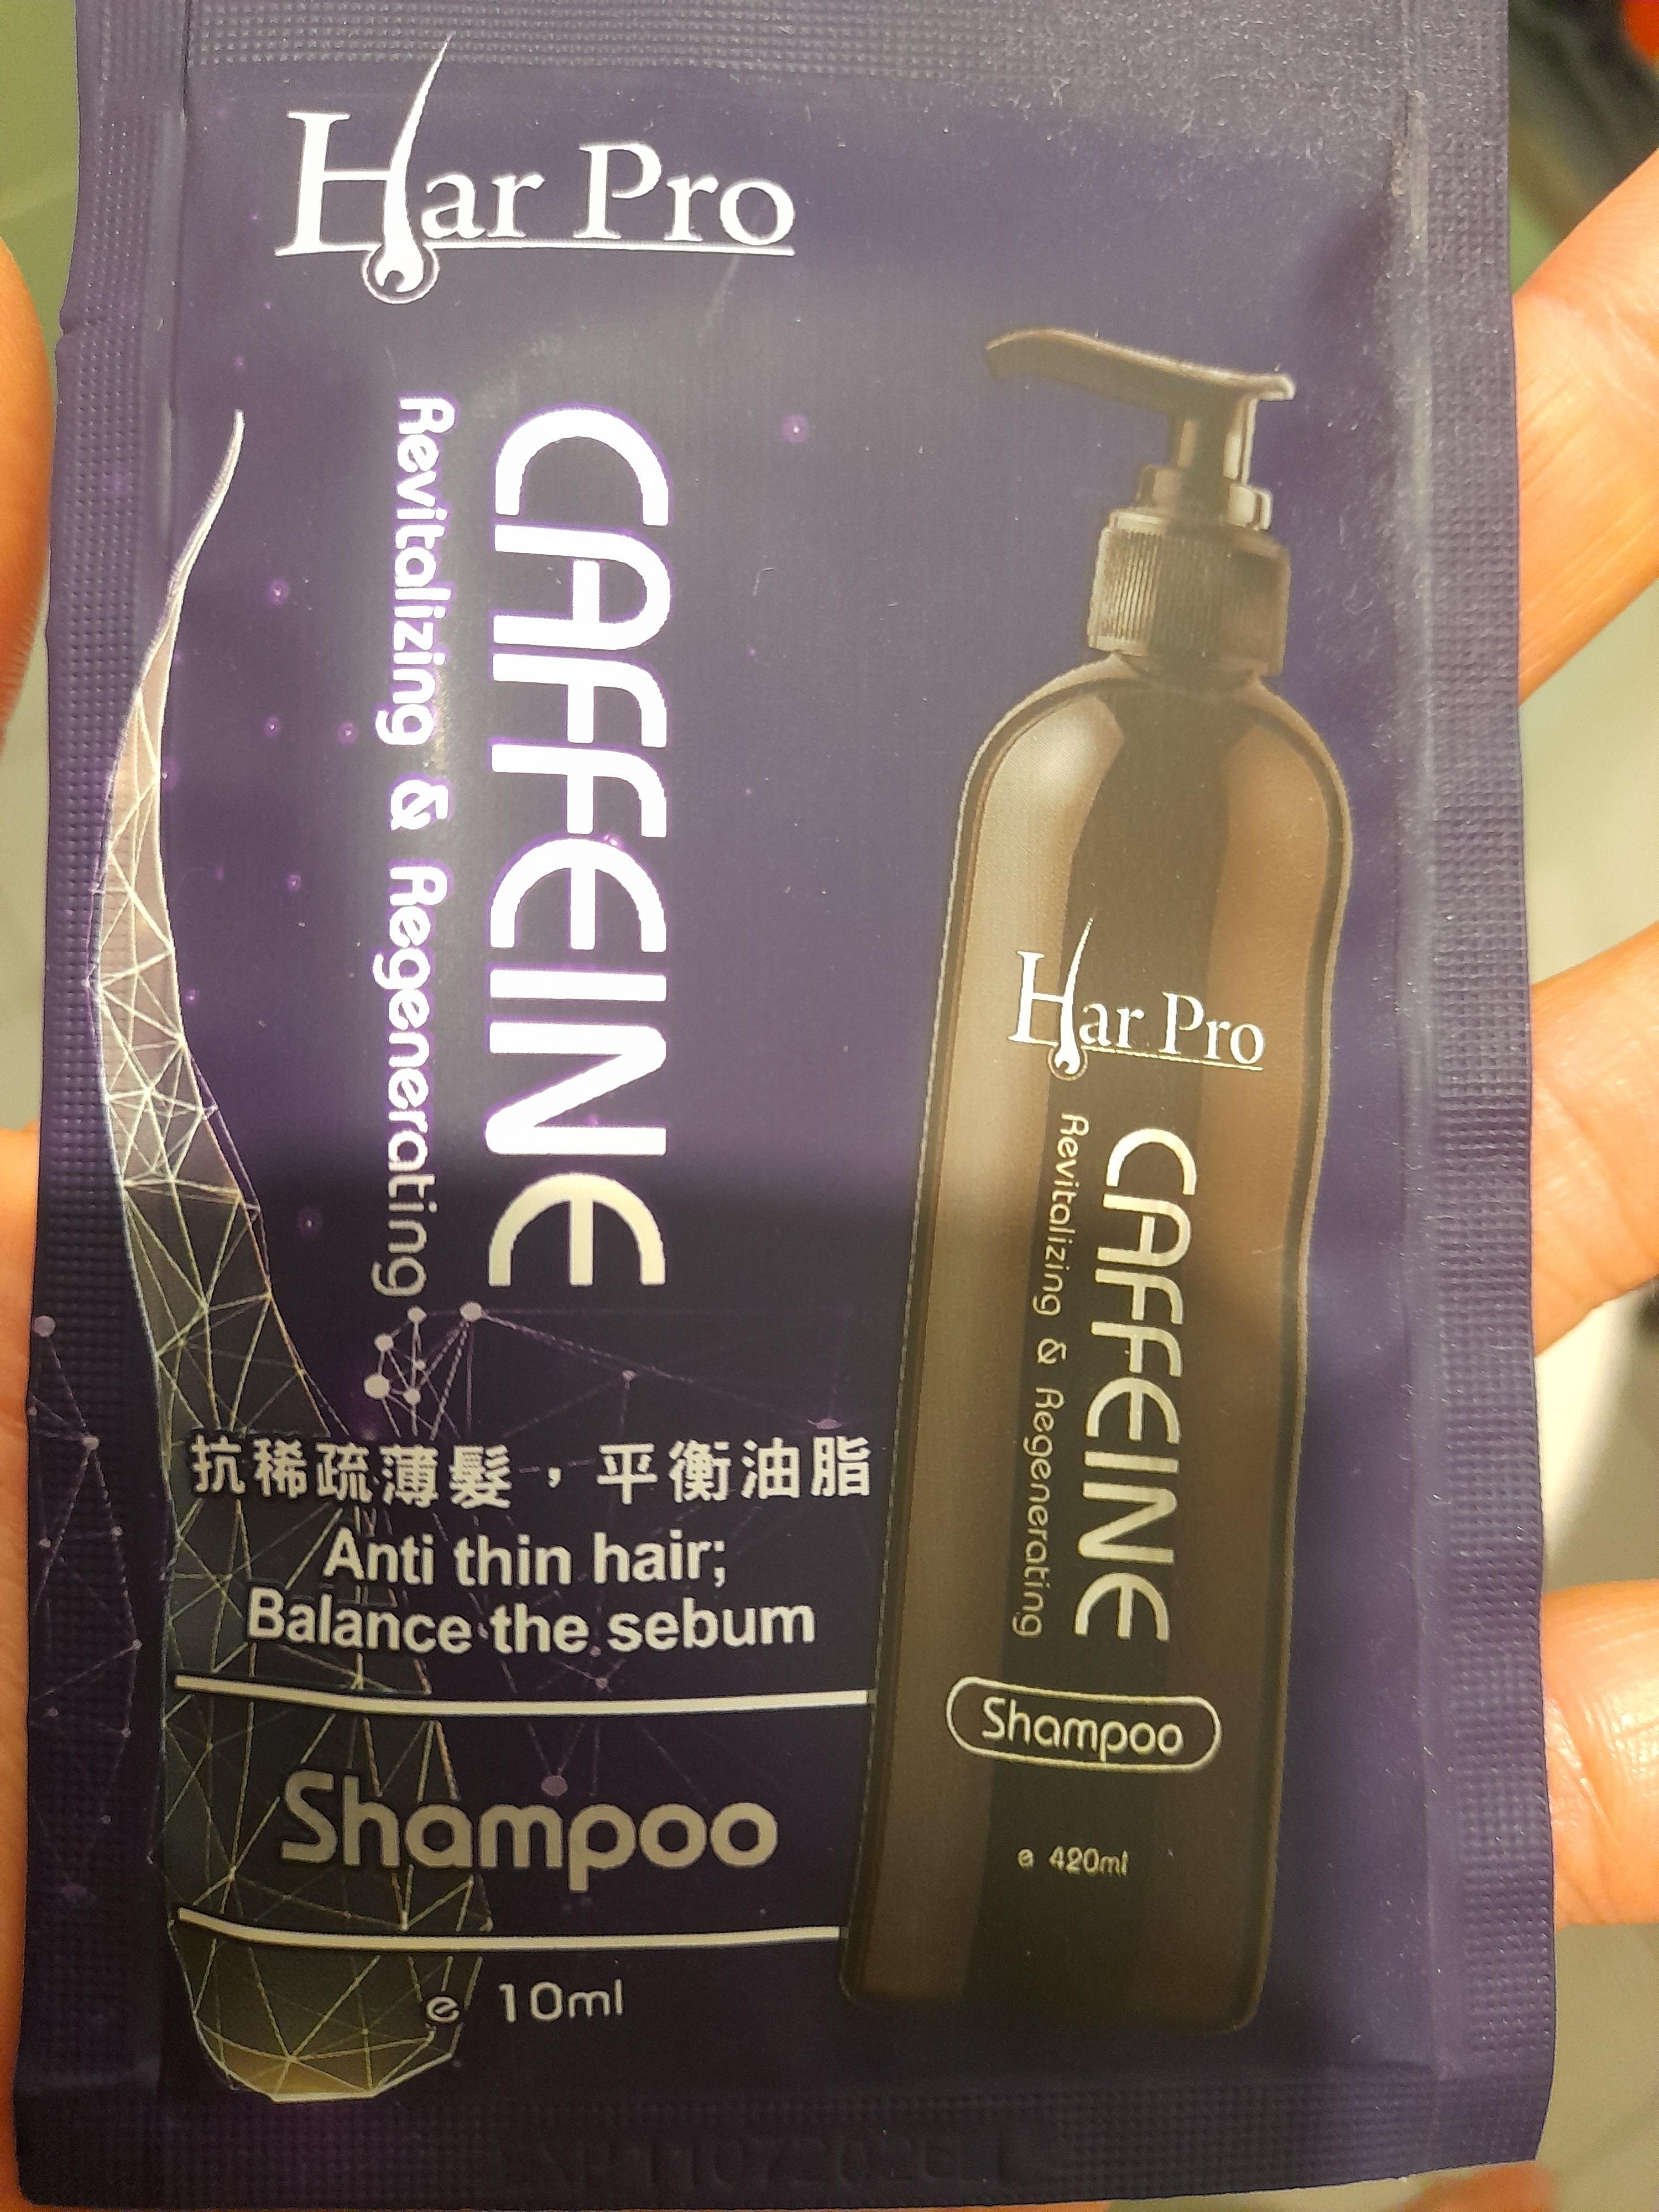 Har Pro
CAFFEINE
Revitalizing & Regenerating
抗稀疏薄髮，平衡油脂
Anti thin hair;
Balance the sebum
Shampoo
e 10ml
Har Pro
CAFFEINE
Revitalizing & Regenerating
Shampoo
e 420ml